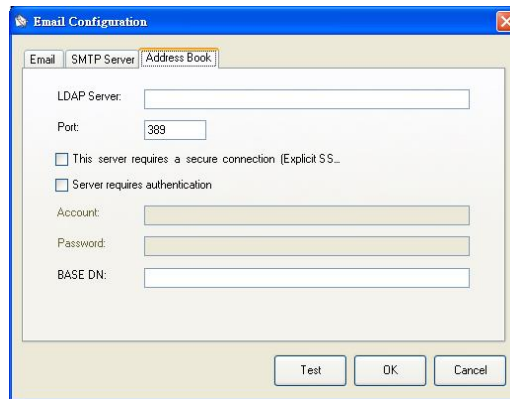 Email Configuration
Email SMTP Server Address Book
LDAP Server:
Port: 389
This server requires a secure connection (Explicit SS...
Server requires authentication
Account:
Password:
BASE DN:
Test OK Cancel